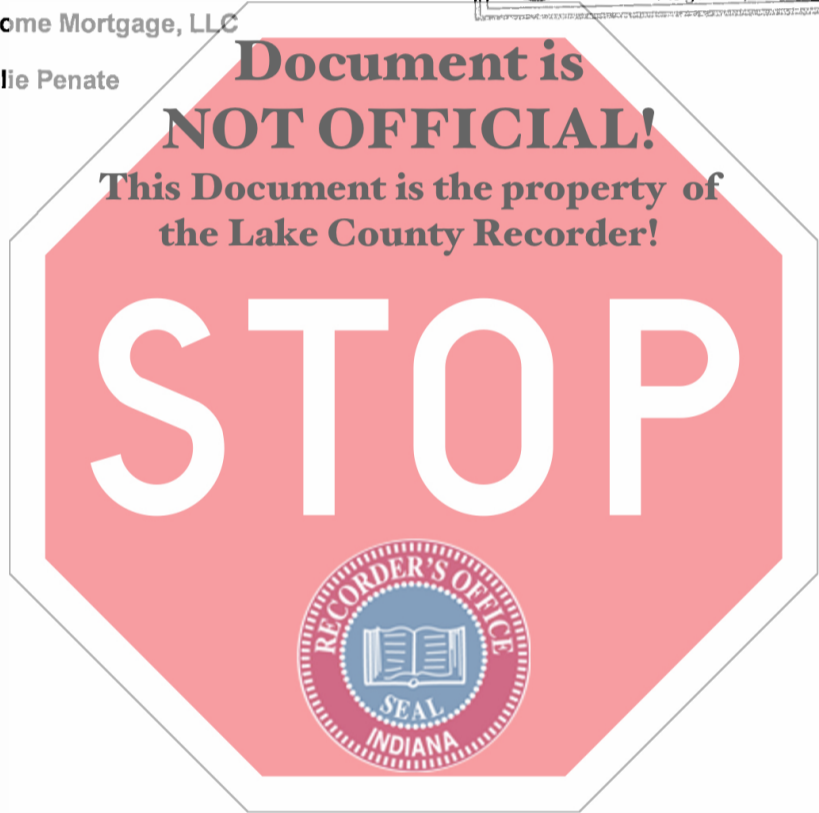 ome Mortgage, LLC
lie Penate
Document is
NOT OFFICIAL!
This Document is the property of
the Lake County Recorder!
STOP
RECORDER'S OFFICE
SEAL
INDIANA